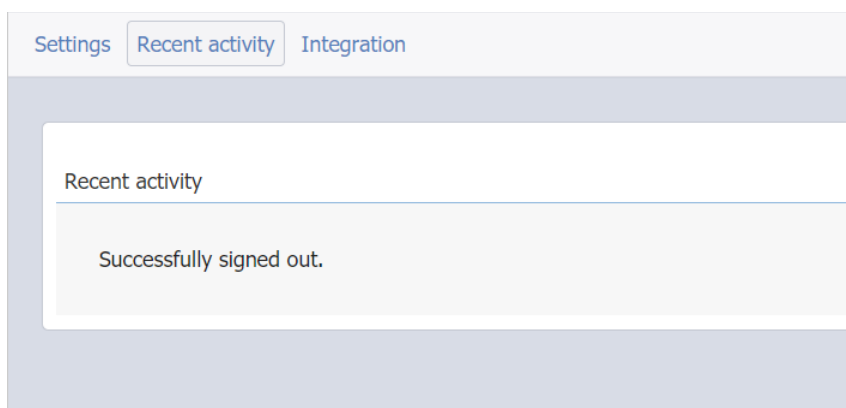 Settings Recent activity Integration
Recent activity
Successfully signed out.